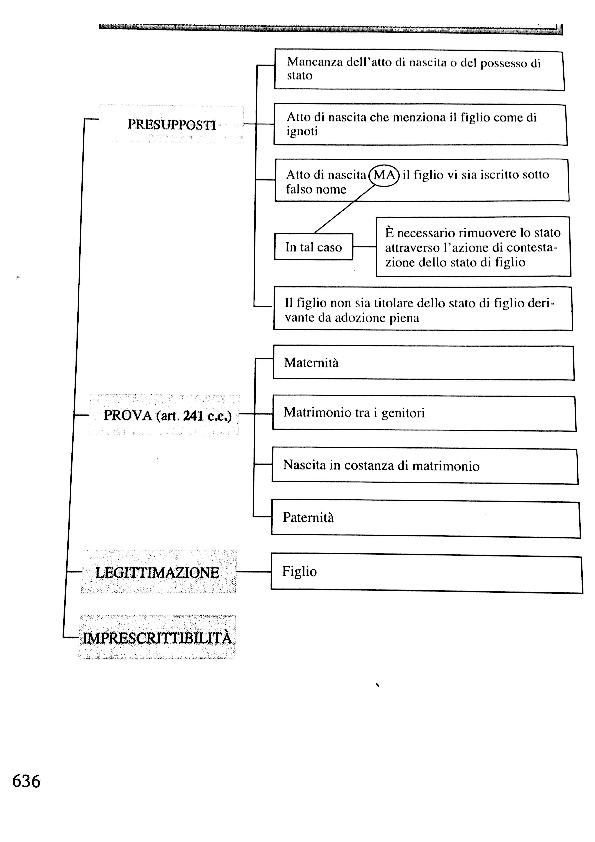 Mancanza dell'atto di nascita o del possesso di
stato
PRESUPPOSTI
Atto di nascita che menziona il figlio come di
ignoti
Atto di nascita MA il figlio vi sia iscritto sotto
falso nome
In tal caso
È necessario rimuovere lo stato
attraverso l'azione di contesta-
zione dello stato di figlio
Il figlio non sia titolare dello stato di figlio deri-
vante da adozione piena
PROVA (art. 241 c.c.)
Maternità
Matrimonio tra i genitori
Nascita in costanza di matrimonio
Paternità
LEGITTIMAZIONE
Figlio
IMPRESCRITTIBILITÀ
636